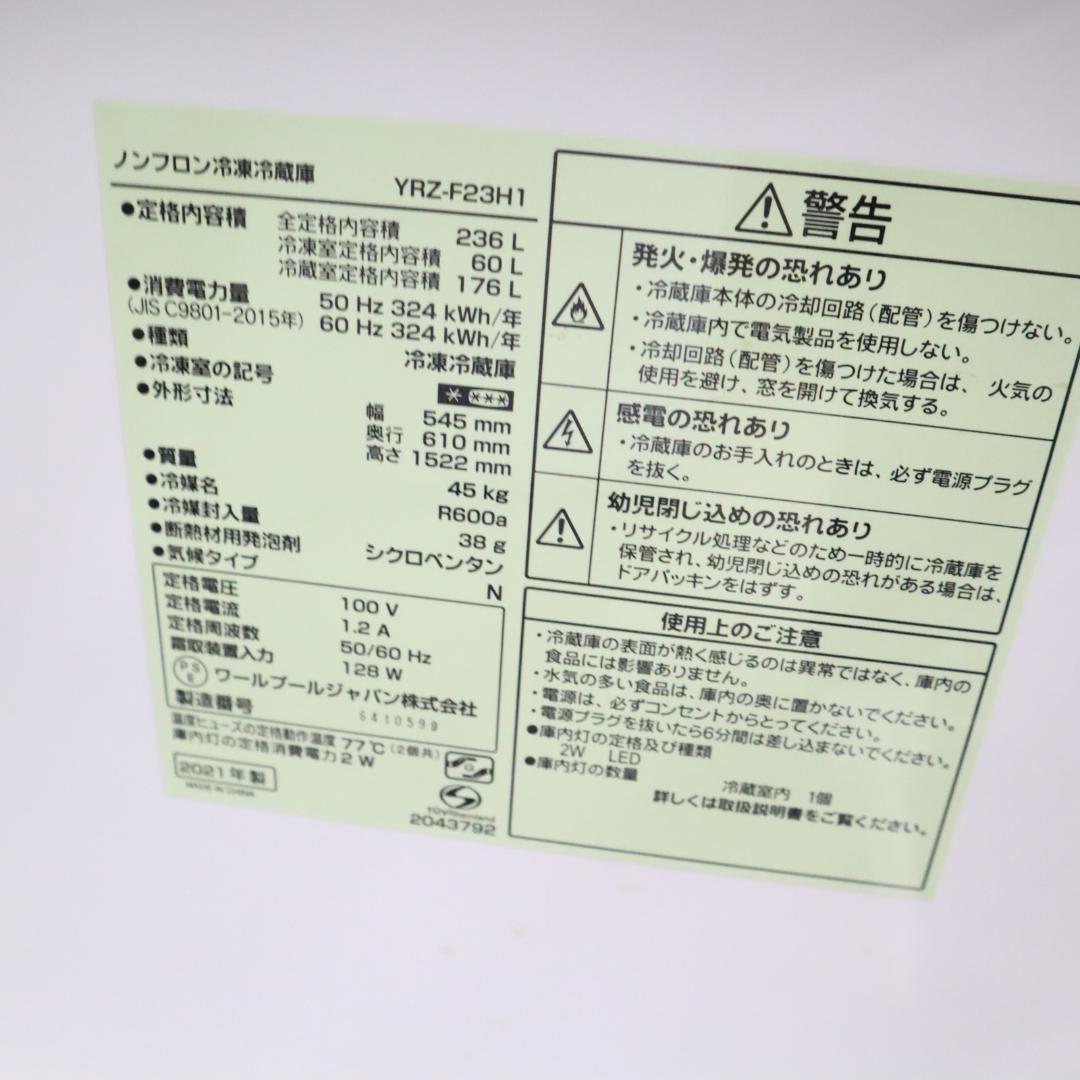 ノンフロン冷凍冷蔵庫 YRZ-F23H1
●定格内容積 全定格内容積 236 L
冷凍室定格内容積 60 L
冷蔵室定格内容積 176 L
●消費電力量 50 Hz 324 kWh/年
(JIS C9801-2015年) 60 Hz 324 kWh/年
●種類 冷凍冷蔵庫
●冷凍室の記号
●外形寸法 幅 545 mm
奥行 610 mm
高さ 1522 mm
●質量 45 kg
●冷媒名 R600a
●冷媒封入量 38 g
●断熱材用発泡剤 シクロペンタン
●気候タイプ N
定格電圧 100 V
定格電流 1.2 A
定格周波数 50/60 Hz
霜取装置入力 128 W
PSE ワールプールジャパン株式会社
製造番号 S410599
温度ヒューズの定格動作温度 77℃(2個共)
庫内灯の定格消費電力 2 W
2021年製
MADE IN CHINA
TÜVRheinland
2043792
警告
発火・爆発の恐れあり
・冷蔵庫本体の冷却回路(配管)を傷つけない。
・冷蔵庫内で電気製品を使用しない。
・冷却回路(配管)を傷つけた場合は、火気の
使用を避け、窓を開けて換気する。
感電の恐れあり
・冷蔵庫のお手入れのときは、必ず電源プラグ
を抜く。
幼児閉じ込めの恐れあり
・リサイクル処理などのため一時的に冷蔵庫を
保管され、幼児閉じ込めの恐れがある場合は、
ドアパッキンをはずす。
使用上のご注意
・冷蔵庫の表面が熱く感じるのは異常ではなく、庫内の
食品には影響ありません。
・水気の多い食品は、庫内の奥に置かないでください。
・電源は、必ずコンセントからとってください。
・電源プラグを抜いたら6分間は差し込まないでください。
●庫内灯の定格及び種類
2W LED
●庫内灯の数量
冷蔵室内 1個
詳しくは取扱説明書をご覧ください。